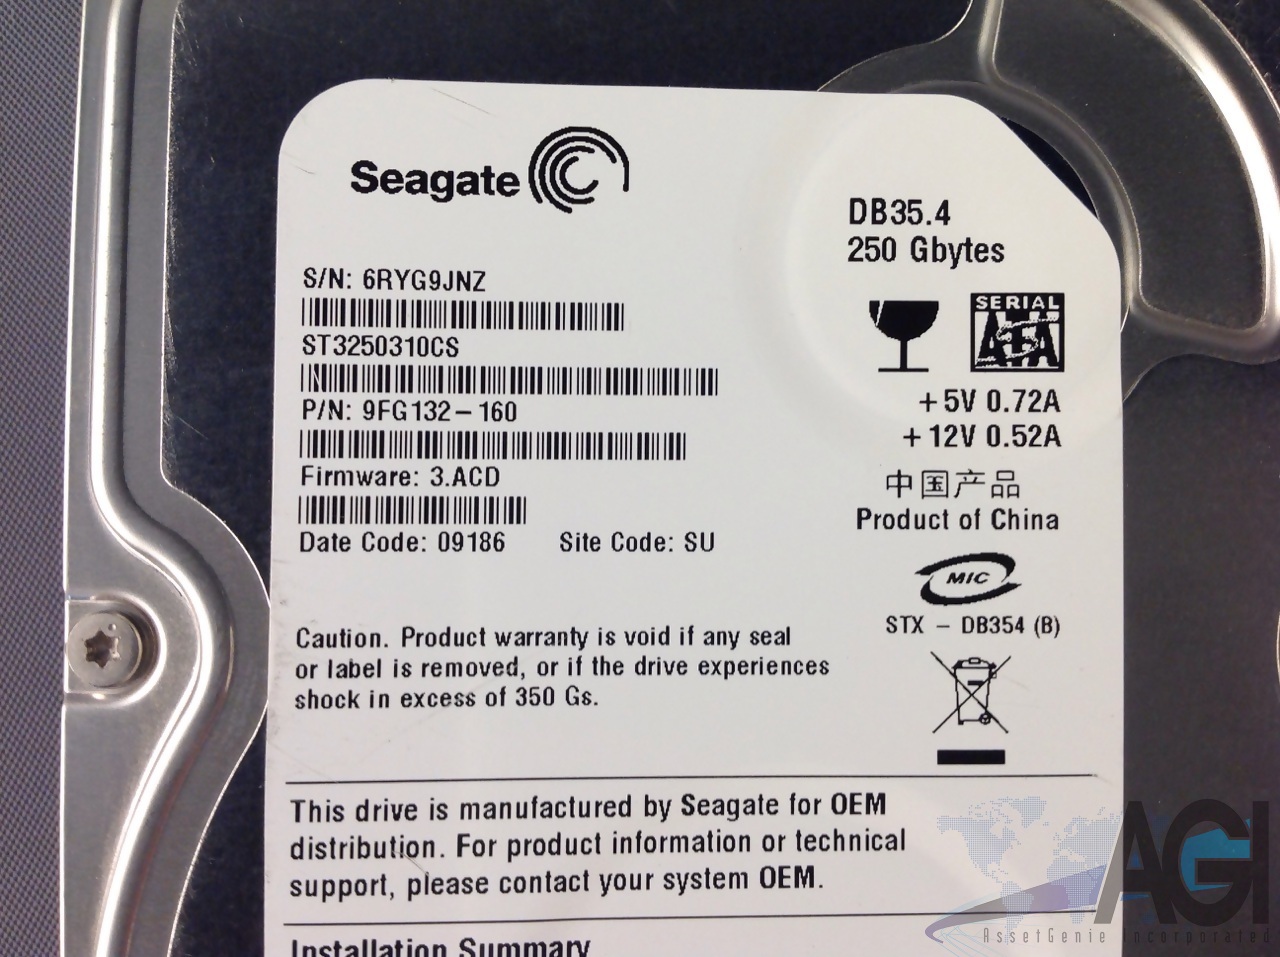 Seagate
DB35.4
250 Gbytes
S/N: 6RYG9JNZ
ST3250310CS
P/N: 9FG132-160
Firmware: 3.ACD
Date Code: 09186 Site Code: SU
SERIAL
ATA
+5V 0.72A
+12V 0.52A
中国产品
Product of China
MIC
STX - DB354 (B)
Caution. Product warranty is void if any seal
or label is removed, or if the drive experiences
shock in excess of 350 Gs.
This drive is manufactured by Seagate for OEM
distribution. For product information or technical
support, please contact your system OEM.
Installation Summary
AGI
AssetGenie Incorporated